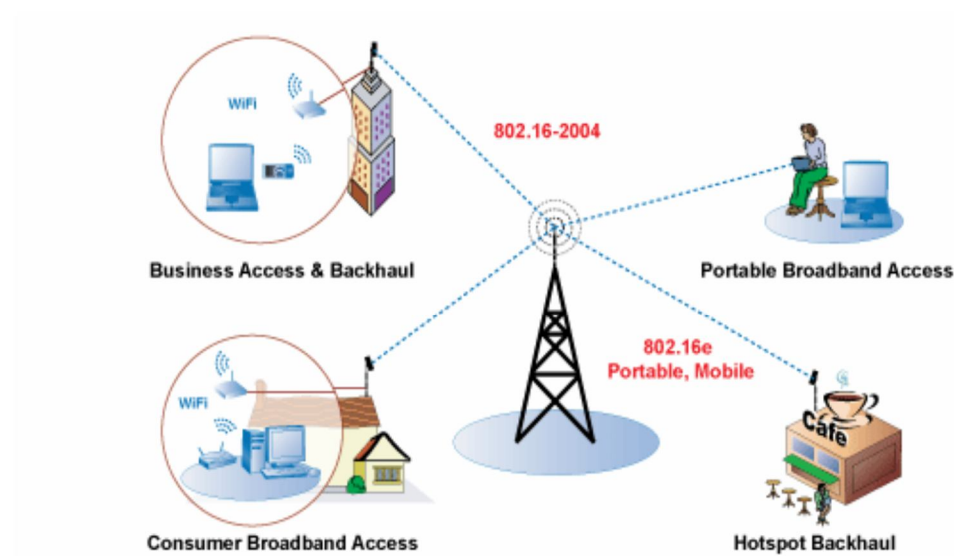 WiFi
802.16-2004
Business Access & Backhaul
Portable Broadband Access
802.16e
Portable, Mobile
WiFi
Cafe
Consumer Broadband Access
Hotspot Backhaul